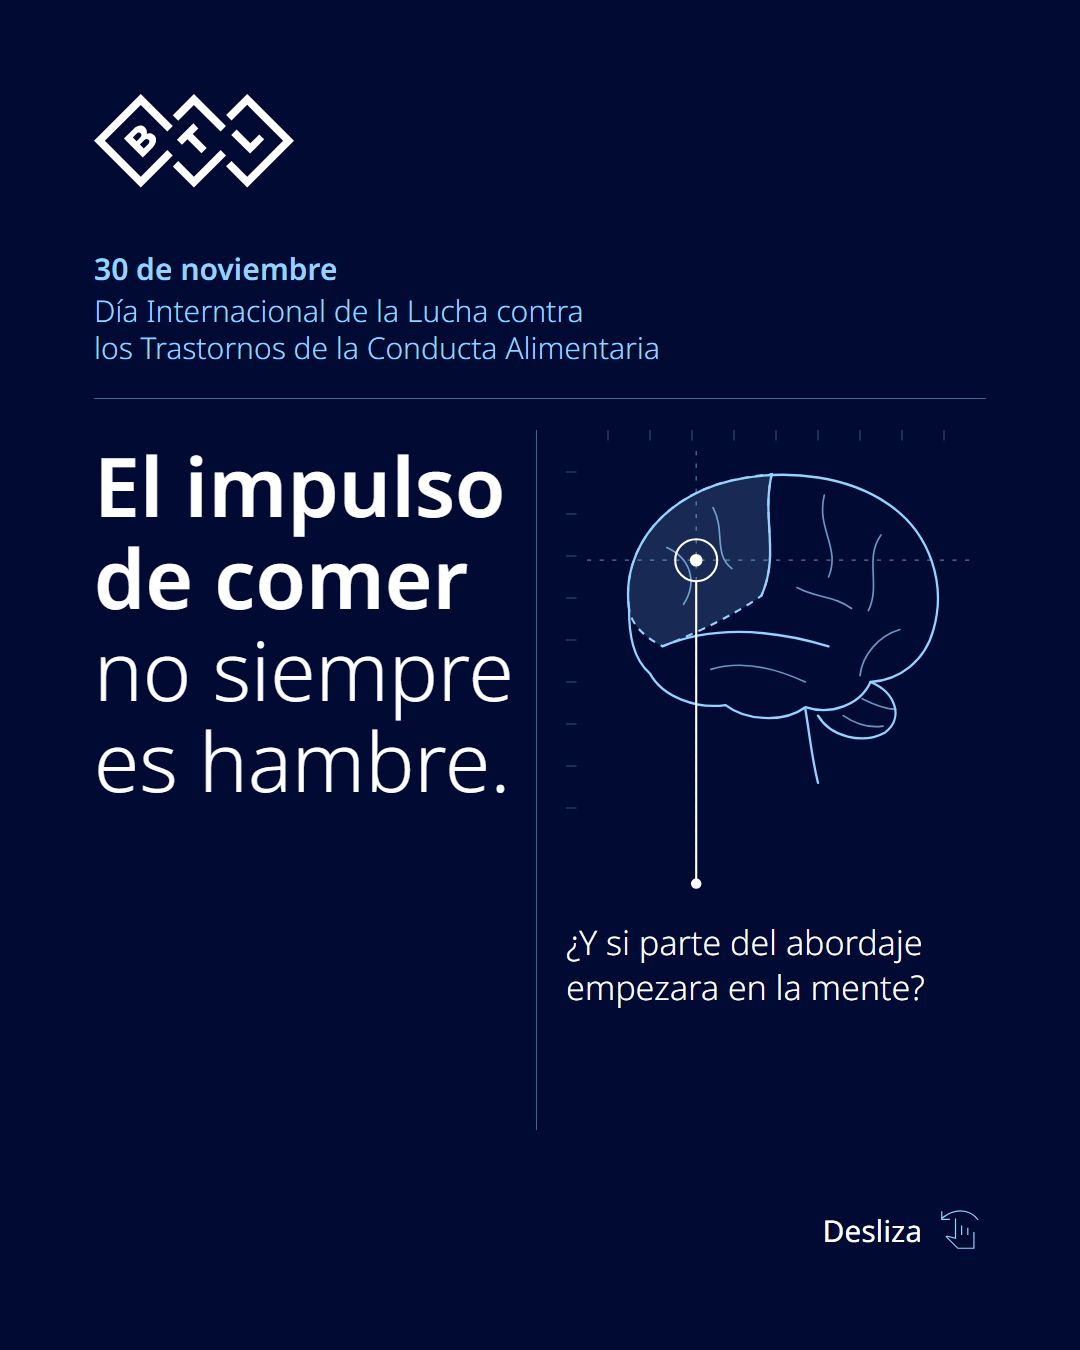 BTL
30 de noviembre
Día Internacional de la Lucha contra
los Trastornos de la Conducta Alimentaria
El impulso
de comer
no siempre
es hambre.
¿Y si parte del abordaje
empezara en la mente?
Desliza